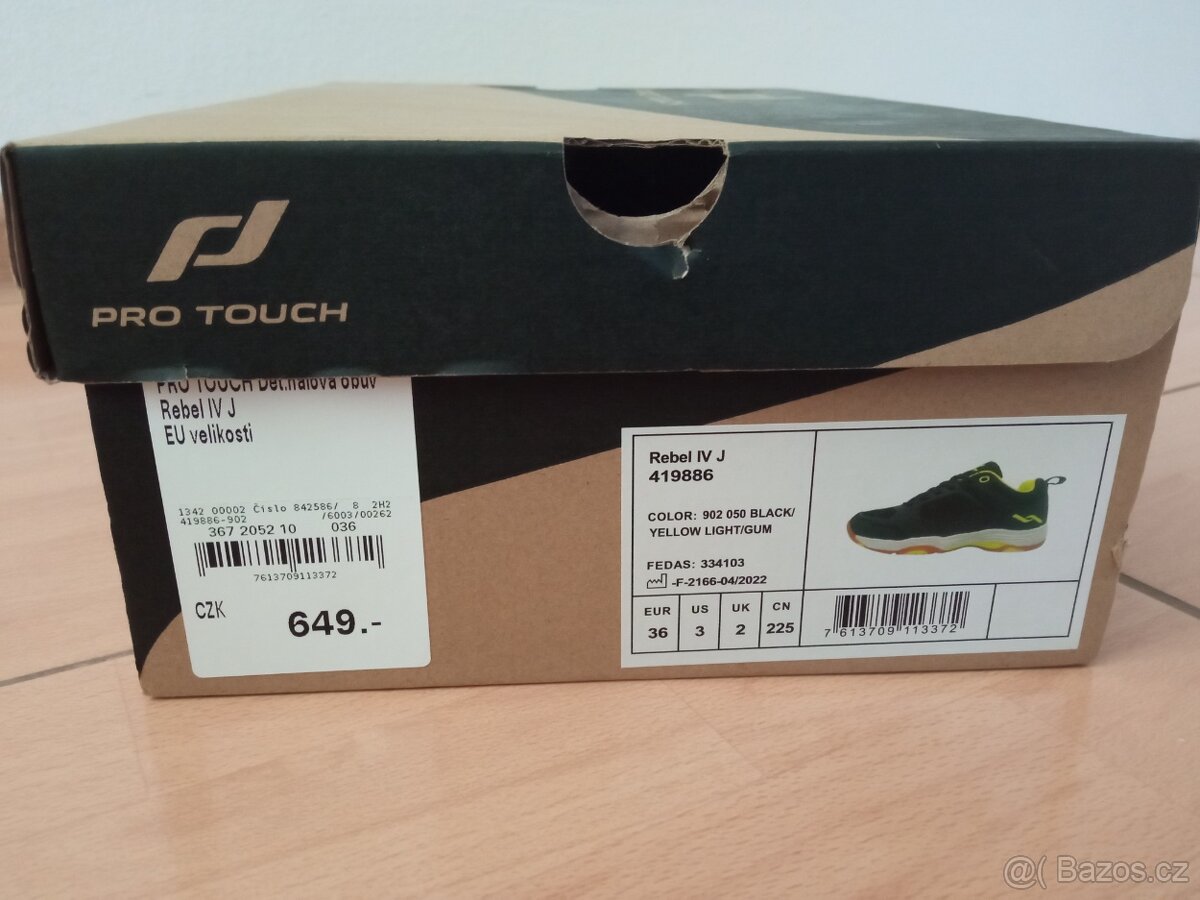 PRO TOUCH
PRO TOUCH Dět.hálová obuv
Rebel IV J
EU velikosti
1342 00002 Číslo 842586/ 8 2H2
419886-902 /6003/00262
367 2052 10 036
7613709113372
CZK 649.-
Rebel IV J
419886
COLOR: 902 050 BLACK/
YELLOW LIGHT/GUM
FEDAS: 334103
-F-2166-04/2022
EUR US UK CN
36 3 2 225
7 613709 113372
@( Bazos.cz